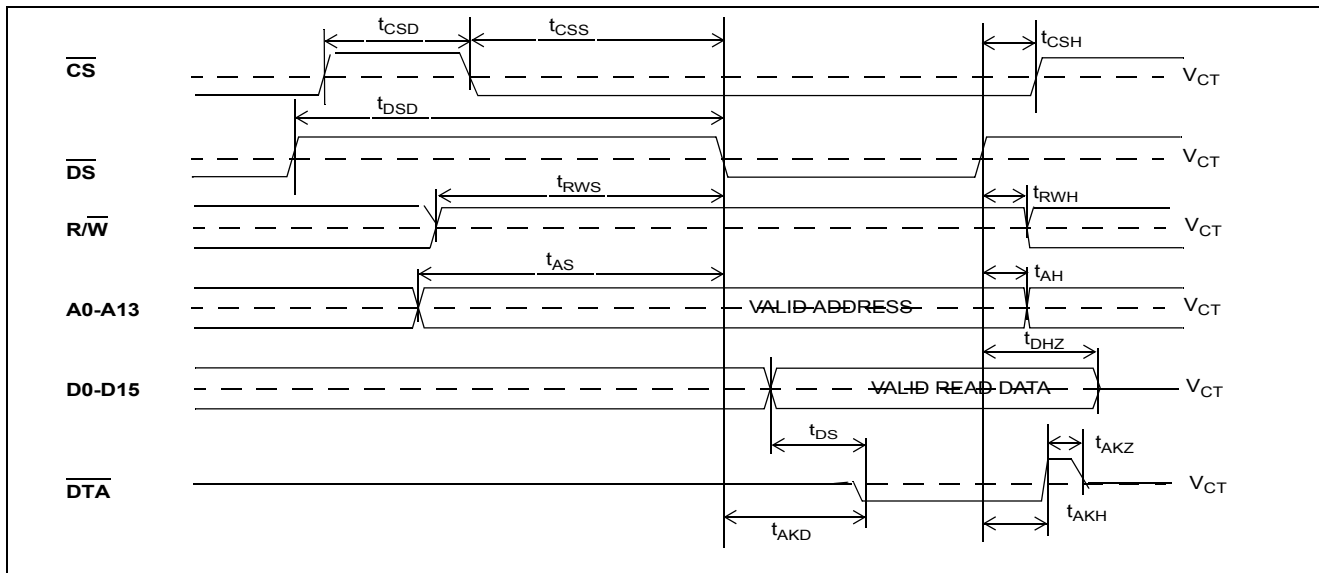 tCSD
tCSS
tCSH
CS
VCT
tDSD
DS
VCT
tRWS
tRWH
R/W
VCT
tAS
tAH
A0-A13
VALID ADDRESS
VCT
tDHZ
D0-D15
VALID READ DATA
VCT
tDS
tAKZ
DTA
VCT
tAKD
tAKH